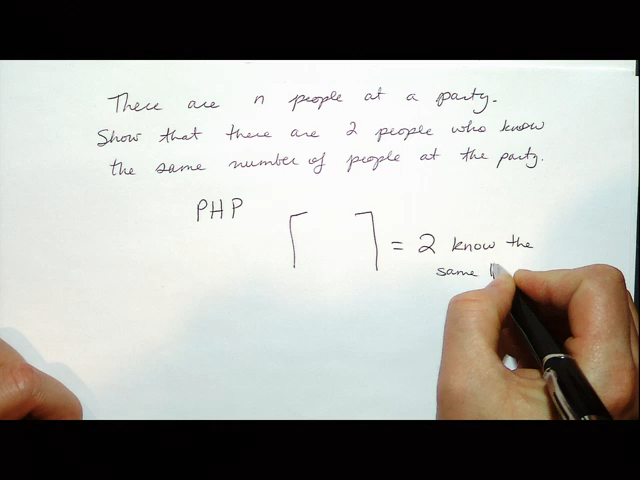 There are n people at a party.
Show that there are 2 people who know
the same number of people at the party.
PHP
⌈ ⌉ = 2 know the
same